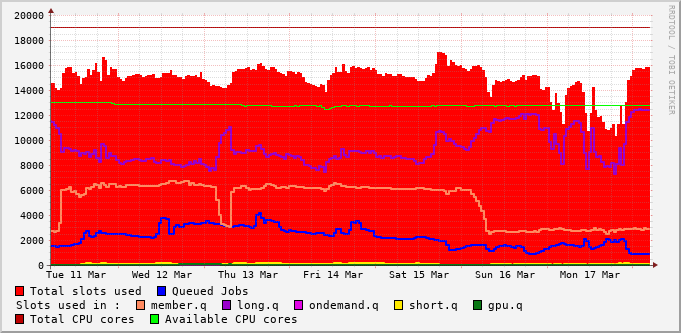 20000
18000
16000
14000
12000
10000
8000
6000
4000
2000
0
Tue 11 Mar Wed 12 Mar Thu 13 Mar Fri 14 Mar Sat 15 Mar Sun 16 Mar Mon 17 Mar
Total slots used Queued Jobs
Slots used in : member.q long.q ondemand.q short.q gpu.q
Total CPU cores Available CPU cores
RRDTOOL / TOBI OETIKER